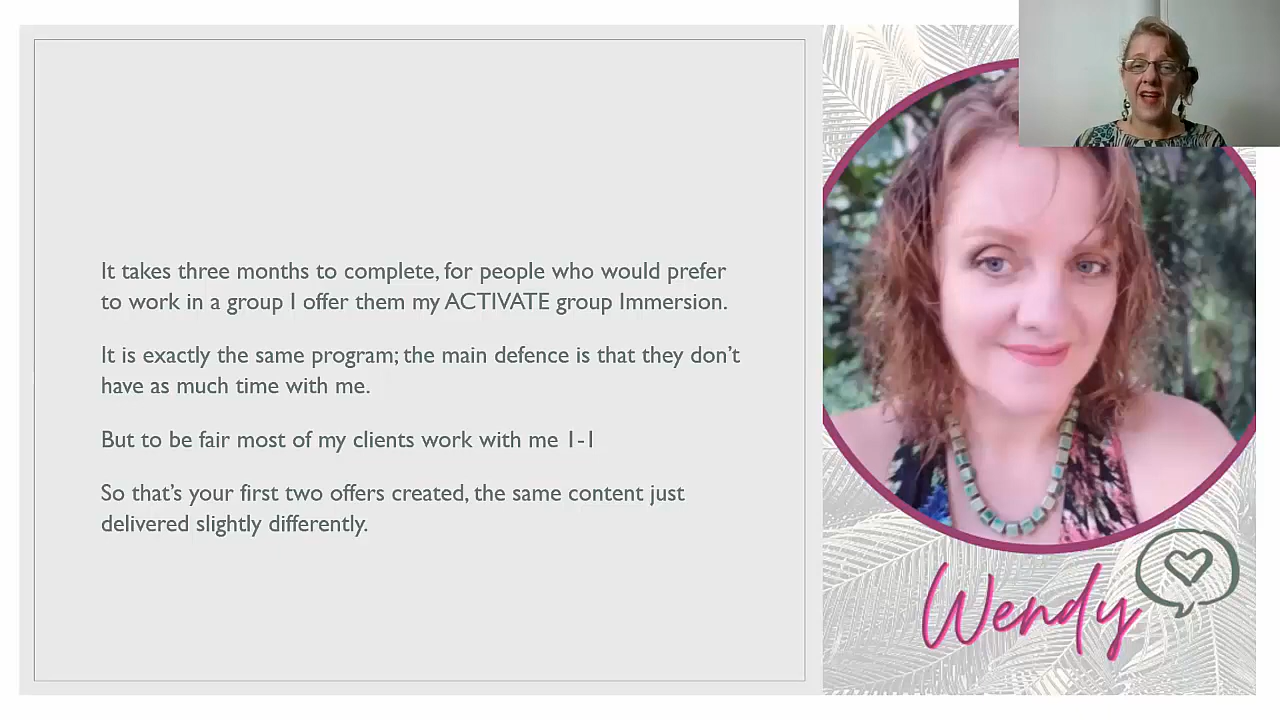 It takes three months to complete, for people who would prefer
to work in a group I offer them my ACTIVATE group Immersion.
It is exactly the same program; the main defence is that they don't
have as much time with me.
But to be fair most of my clients work with me 1-1
So that's your first two offers created, the same content just
delivered slightly differently.
Wendy